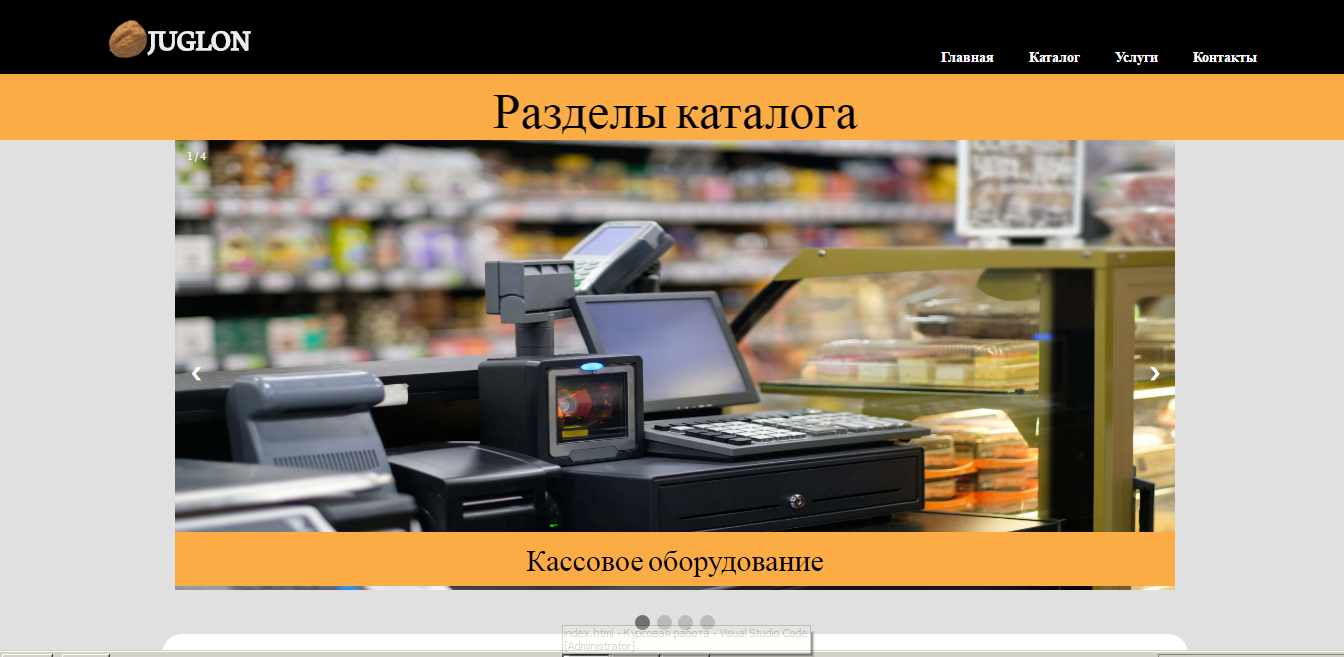 JUGLON
Главная Каталог Услуги Контакты
Разделы каталога
1 / 4
❮ ❯
Кассовое оборудование
index.html - Курсовая работа - Visual Studio Code
[Administrator]